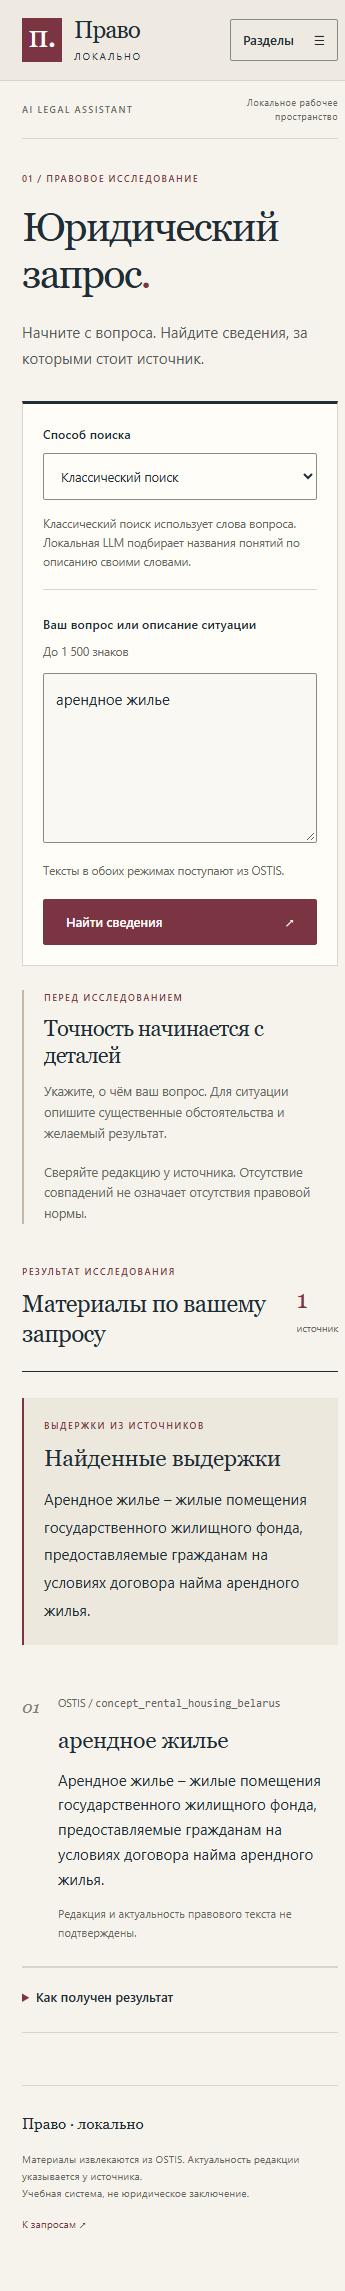 П.
Право
ЛОКАЛЬНО
Разделы ☰
AI LEGAL ASSISTANT
Локальное рабочее
пространство
01 / ПРАВОВОЕ ИССЛЕДОВАНИЕ
Юридический
запрос.
Начните с вопроса. Найдите сведения, за
которыми стоит источник.
Способ поиска
Классический поиск
Классический поиск использует слова вопроса.
Локальная LLM подбирает названия понятий по
описанию своими словами.
Ваш вопрос или описание ситуации
До 1 500 знаков
арендное жилье
Тексты в обоих режимах поступают из OSTIS.
Найти сведения ↗
ПЕРЕД ИССЛЕДОВАНИЕМ
Точность начинается с
деталей
Укажите, о чём ваш вопрос. Для ситуации
опишите существенные обстоятельства и
желаемый результат.
Сверяйте редакцию у источника. Отсутствие
совпадений не означает отсутствия правовой
нормы.
РЕЗУЛЬТАТ ИССЛЕДОВАНИЯ
Материалы по вашему
запросу
1
источник
ВЫДЕРЖКИ ИЗ ИСТОЧНИКОВ
Найденные выдержки
Арендное жилье – жилые помещения
государственного жилищного фонда,
предоставляемые гражданам на
условиях договора найма арендного
жилья.
01
OSTIS / concept_rental_housing_belarus
арендное жилье
Арендное жилье – жилые помещения
государственного жилищного фонда,
предоставляемые гражданам на
условиях договора найма арендного
жилья.
Редакция и актуальность правового текста не
подтверждены.
▶ Как получен результат
Право · локально
Материалы извлекаются из OSTIS. Актуальность редакции
указывается у источника.
Учебная система, не юридическое заключение.
К запросам ↗